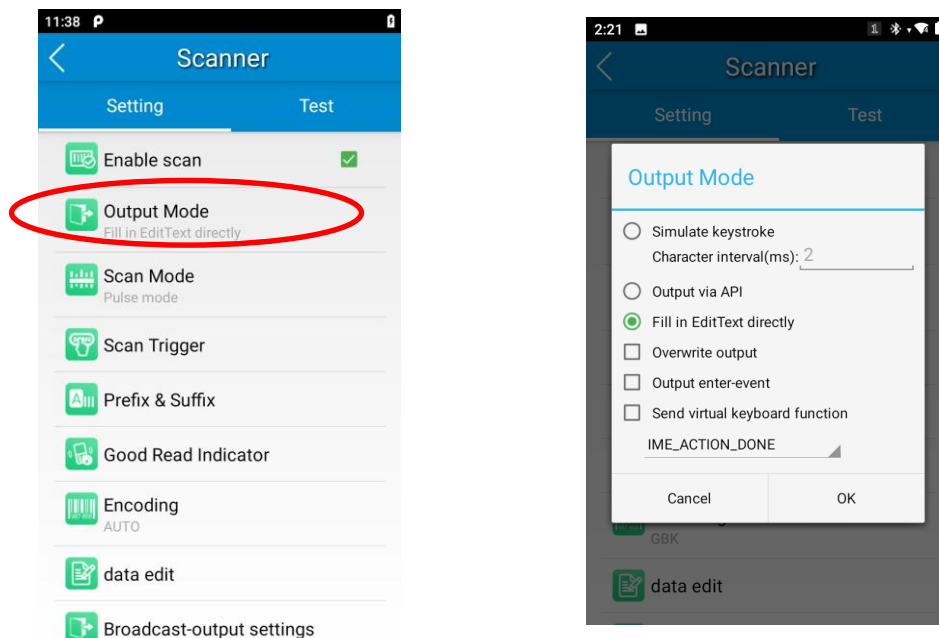 11:38
Scanner
Setting
Test
Enable scan
Output Mode
Fill in EditText directly
Scan Mode
Pulse mode
Scan Trigger
Prefix & Suffix
Good Read Indicator
Encoding
AUTO
data edit
Broadcast-output settings
2:21
Scanner
Setting
Test
Output Mode
Simulate keystroke
Character interval(ms): 2
Output via API
Fill in EditText directly
Overwrite output
Output enter-event
Send virtual keyboard function
IME_ACTION_DONE
Cancel
OK
GBK
data edit